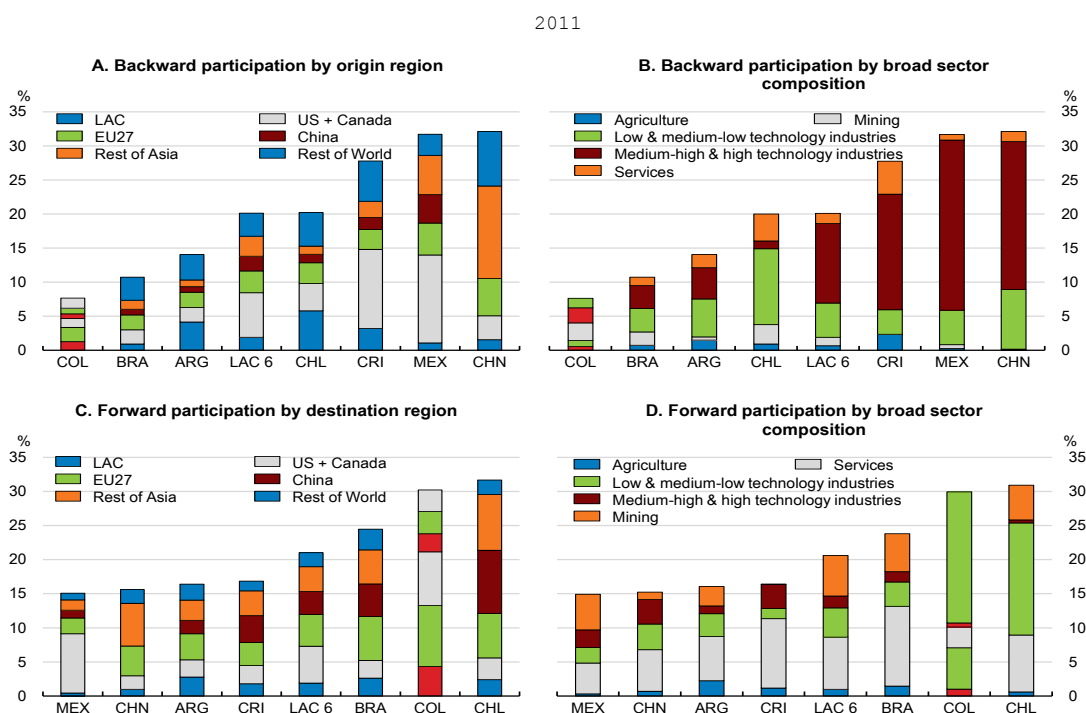 2011
A. Backward participation by origin region
%
35
30
25
20
15
10
5
0
LAC
US + Canada
EU27
China
Rest of Asia
Rest of World
COL BRA ARG LAC 6 CHL CRI MEX CHN
B. Backward participation by broad sector
composition
%
35
30
25
20
15
10
5
0
Agriculture
Mining
Low & medium-low technology industries
Medium-high & high technology industries
Services
COL BRA ARG CHL LAC 6 CRI MEX CHN
C. Forward participation by destination region
%
35
30
25
20
15
10
5
0
LAC
US + Canada
EU27
China
Rest of Asia
Rest of World
MEX CHN ARG CRI LAC 6 BRA COL CHL
D. Forward participation by broad sector
composition
%
35
30
25
20
15
10
5
0
Agriculture
Services
Low & medium-low technology industries
Medium-high & high technology industries
Mining
MEX CHN ARG CRI LAC 6 BRA COL CHL